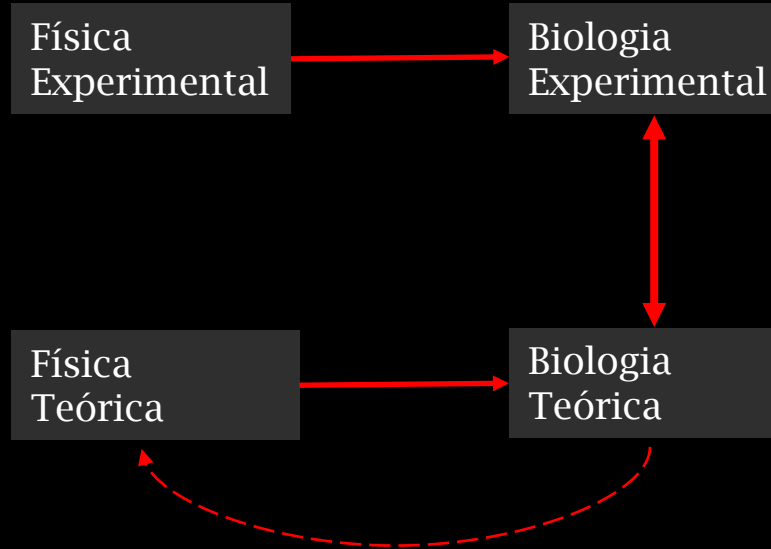 Física
Experimental
Biologia
Experimental
Física
Teórica
Biologia
Teórica